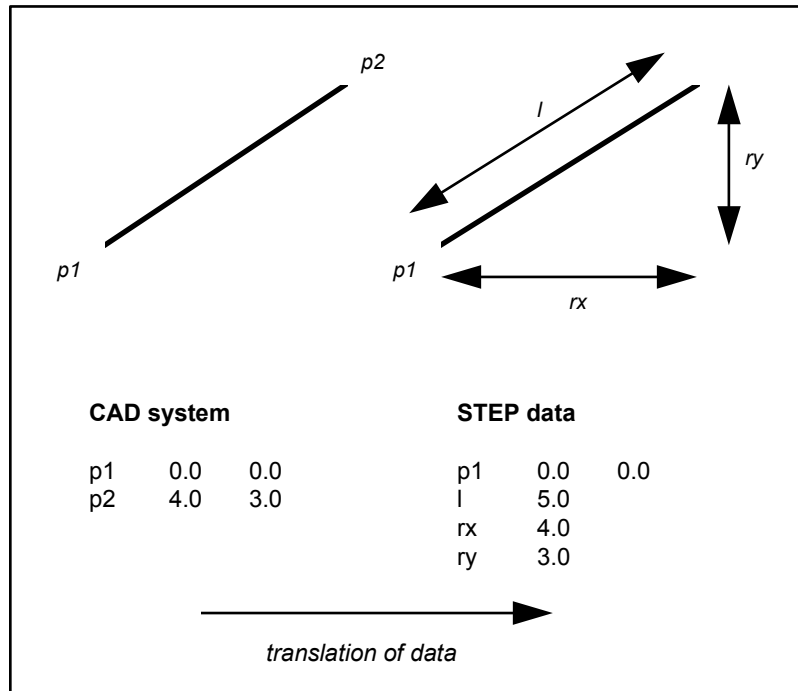 p2
l
ry
p1
p1
rx
CAD system
p1 0.0 0.0
p2 4.0 3.0
STEP data
p1 0.0 0.0
l 5.0
rx 4.0
ry 3.0
translation of data